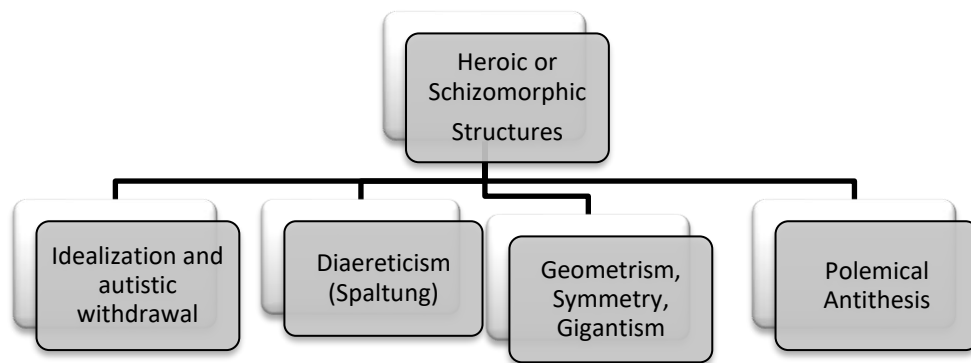 Heroic or
Schizomorphic
Structures
Idealization and
autistic
withdrawal
Diaereticism
(Spaltung)
Geometrism,
Symmetry,
Gigantism
Polemical
Antithesis